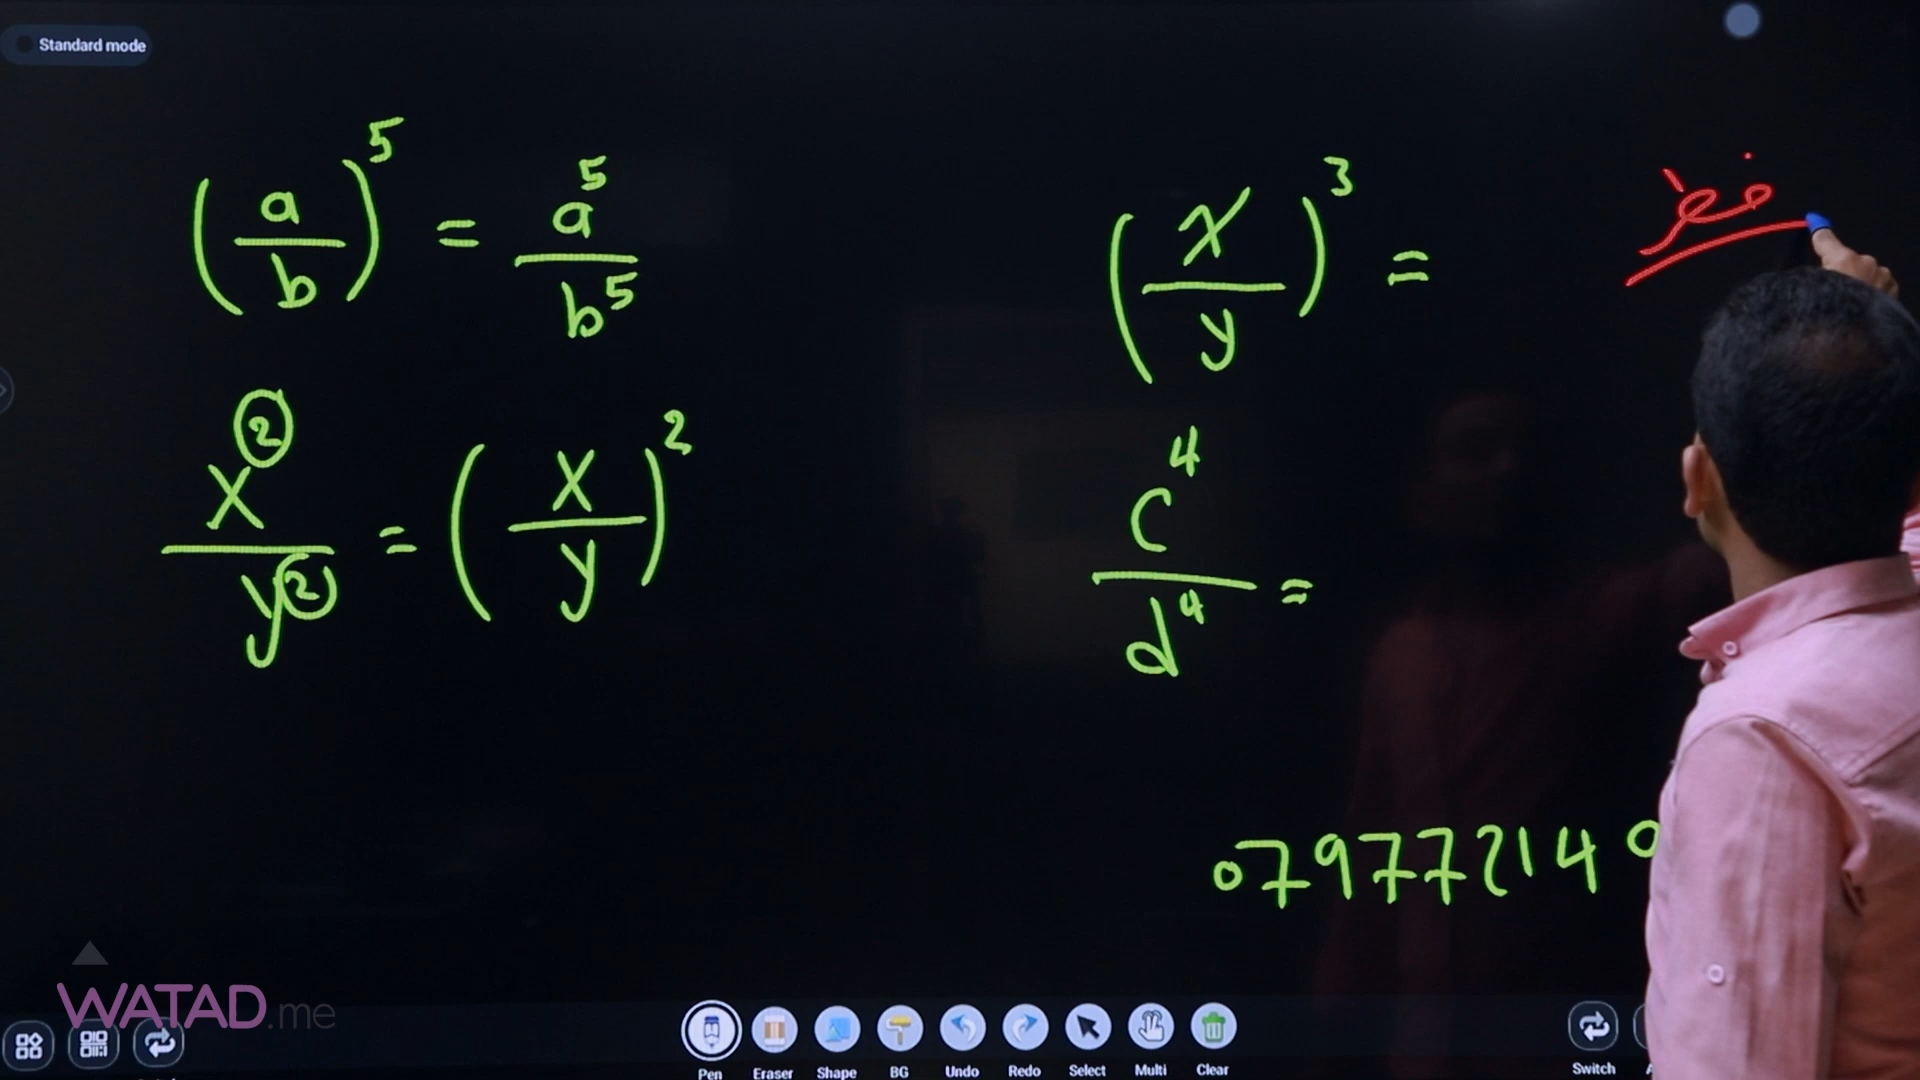 Standard mode
(a/b)^5 = a^5/b^5
(x/y)^3 =
x^2/y^2 = (x/y)^2
c^4/d^4 =
079772140
WATAD.me
Pen Eraser Shape BG Undo Redo Select Multi Clear Switch